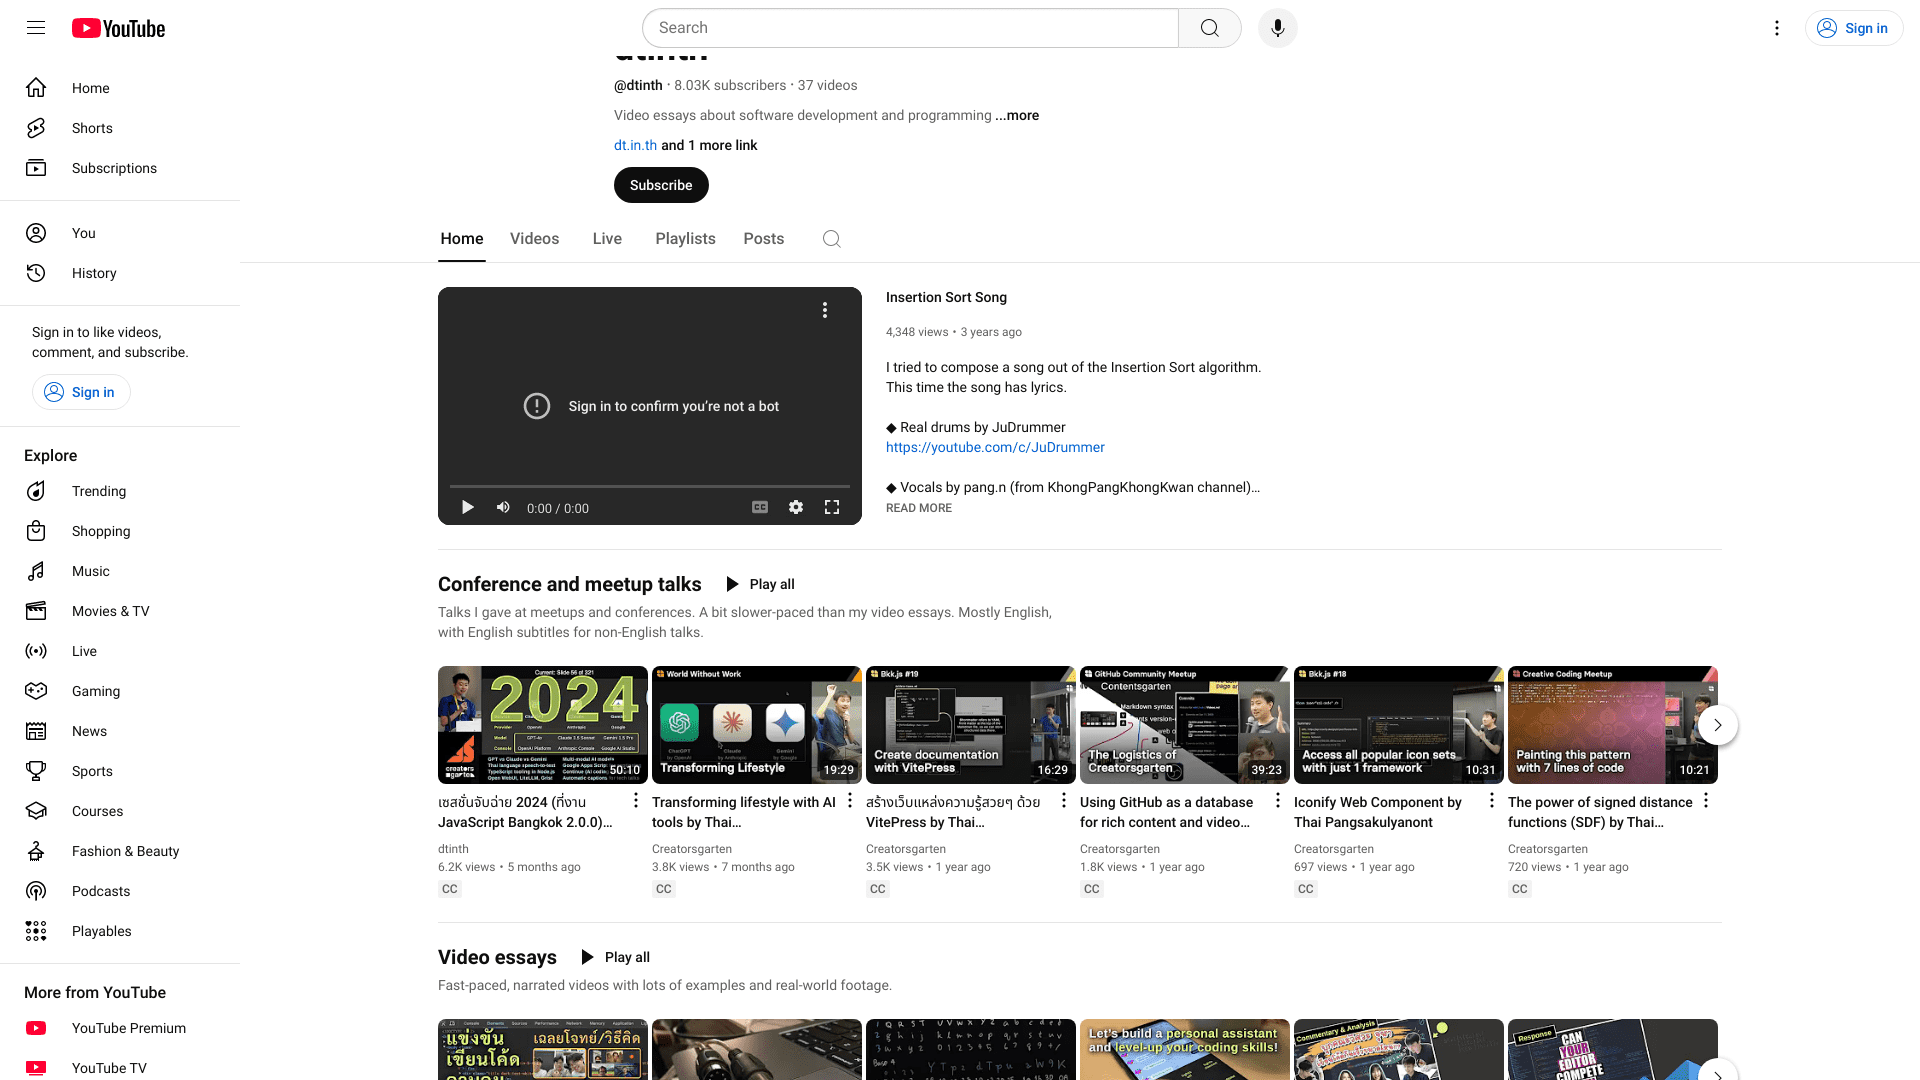 YouTube
Search
Sign in
Home
Shorts
Subscriptions
You
History
Sign in to like videos,
comment, and subscribe.
Sign in
Explore
Trending
Shopping
Music
Movies & TV
Live
Gaming
News
Sports
Courses
Fashion & Beauty
Podcasts
Playables
More from YouTube
YouTube Premium
YouTube TV
dtinth
@dtinth · 8.03K subscribers · 37 videos
Video essays about software development and programming ...more
dt.in.th and 1 more link
Subscribe
Home Videos Live Playlists Posts
Sign in to confirm you're not a bot
0:00 / 0:00
Insertion Sort Song
4,348 views • 3 years ago
I tried to compose a song out of the Insertion Sort algorithm.
This time the song has lyrics.
◆ Real drums by JuDrummer
https://youtube.com/c/JuDrummer
◆ Vocals by pang.n (from KhongPangKhongKwan channel)...
READ MORE
Conference and meetup talks
Play all
Talks I gave at meetups and conferences. A bit slower-paced than my video essays. Mostly English,
with English subtitles for non-English talks.
Current: Slide 56 of 221
2024
creators
garten
50:10
เซสชั่นจับฉ่าย 2024 (ที่งาน
JavaScript Bangkok 2.0.0)...
dtinth
6.2K views • 5 months ago
CC
World Without Work
ChatGPT Claude Gemini
Transforming Lifestyle
19:29
Transforming lifestyle with AI
tools by Thai...
Creatorsgarten
3.8K views • 7 months ago
CC
Bkk.js #19
Create documentation
with VitePress
16:29
สร้างเว็บแหล่งความรู้สวยๆ ด้วย
VitePress by Thai...
Creatorsgarten
3.5K views • 1 year ago
CC
GitHub Community Meetup
Contentsgarten
Markdown syntax
The Logistics of
Creatorsgarten
39:23
Using GitHub as a database
for rich content and video...
Creatorsgarten
1.8K views • 1 year ago
CC
Bkk.js #18
Access all popular icon sets
with just 1 framework
10:31
Iconify Web Component by
Thai Pangsakulyanont
Creatorsgarten
697 views • 1 year ago
CC
Creative Coding Meetup
Painting this pattern
with 7 lines of code
10:21
The power of signed distance
functions (SDF) by Thai...
Creatorsgarten
720 views • 1 year ago
CC
Video essays
Play all
Fast-paced, narrated videos with lots of examples and real-world footage.
แข่งขัน
เขียนโค้ด
เฉลยโจทย์/วิธีคิด
Let's build a personal assistant
and level-up your coding skills!
Commentary & Analysis
Response
CAN
YOUR
EDITOR
COMPETE